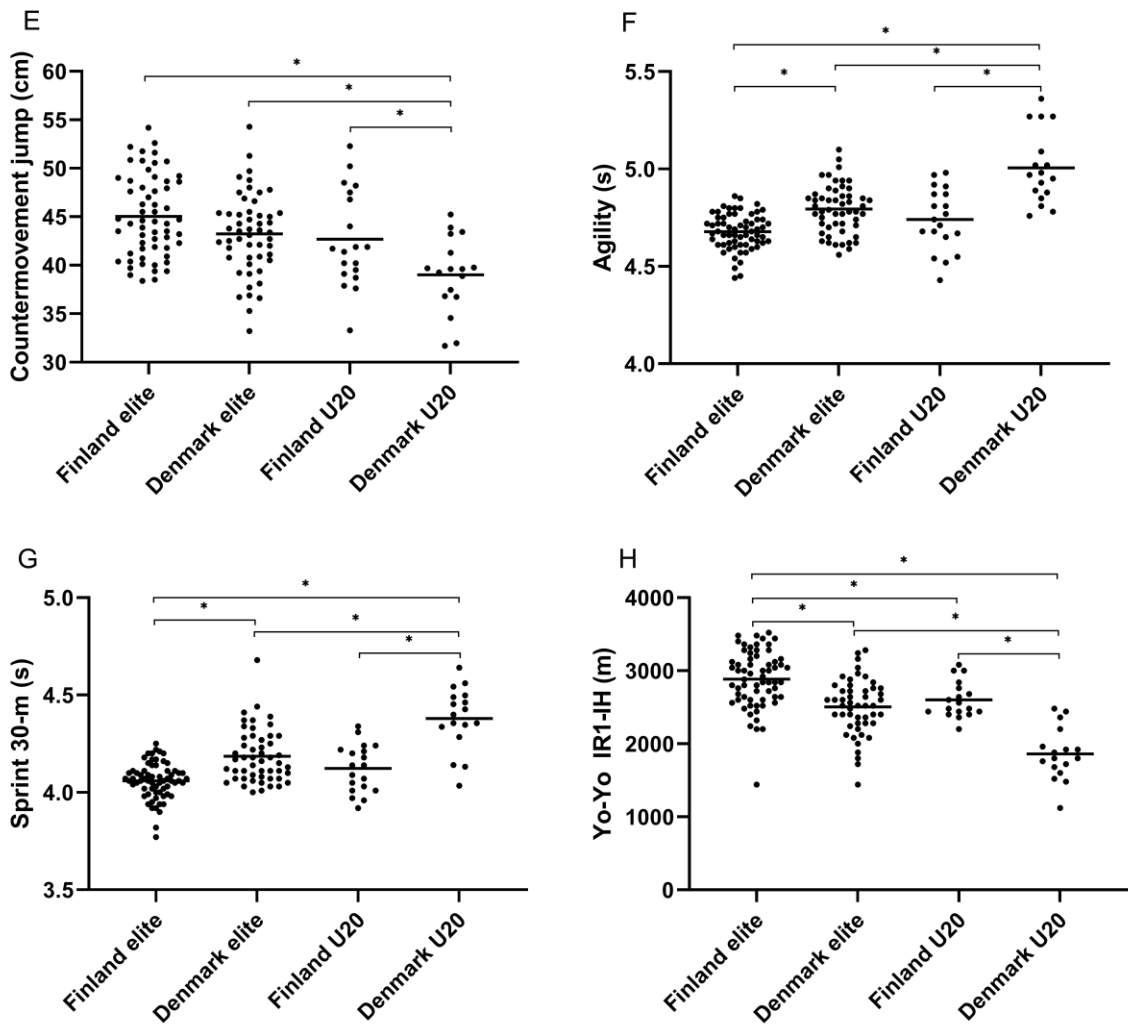 E
Countermovement jump (cm)
60
55
50
45
40
35
30
*
*
*
Finland elite
Denmark elite
Finland U20
Denmark U20
F
Agility (s)
5.5
5.0
4.5
4.0
*
*
*
*
Finland elite
Denmark elite
Finland U20
Denmark U20
G
Sprint 30-m (s)
5.0
4.5
4.0
3.5
*
*
*
*
Finland elite
Denmark elite
Finland U20
Denmark U20
H
Yo-Yo IR1-IH (m)
4000
3000
2000
1000
0
*
*
*
*
*
Finland elite
Denmark elite
Finland U20
Denmark U20